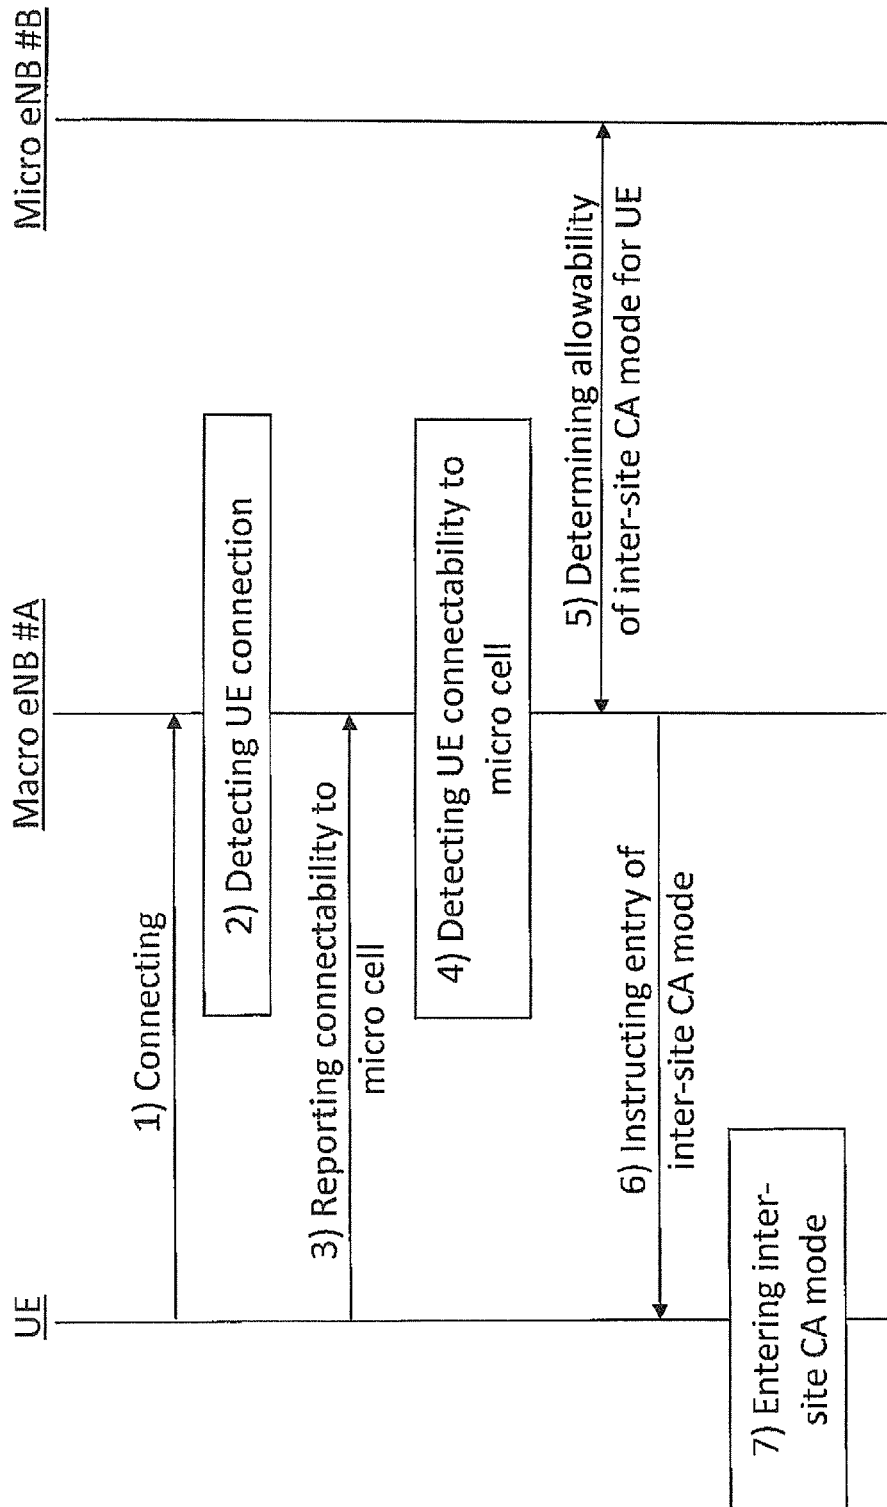 UE
Macro eNB #A
Micro eNB #B
1) Connecting
2) Detecting UE connection
3) Reporting connectability to
micro cell
4) Detecting UE connectability to
micro cell
5) Determining allowability
of inter-site CA mode for UE
6) Instructing entry of
inter-site CA mode
7) Entering inter-
site CA mode